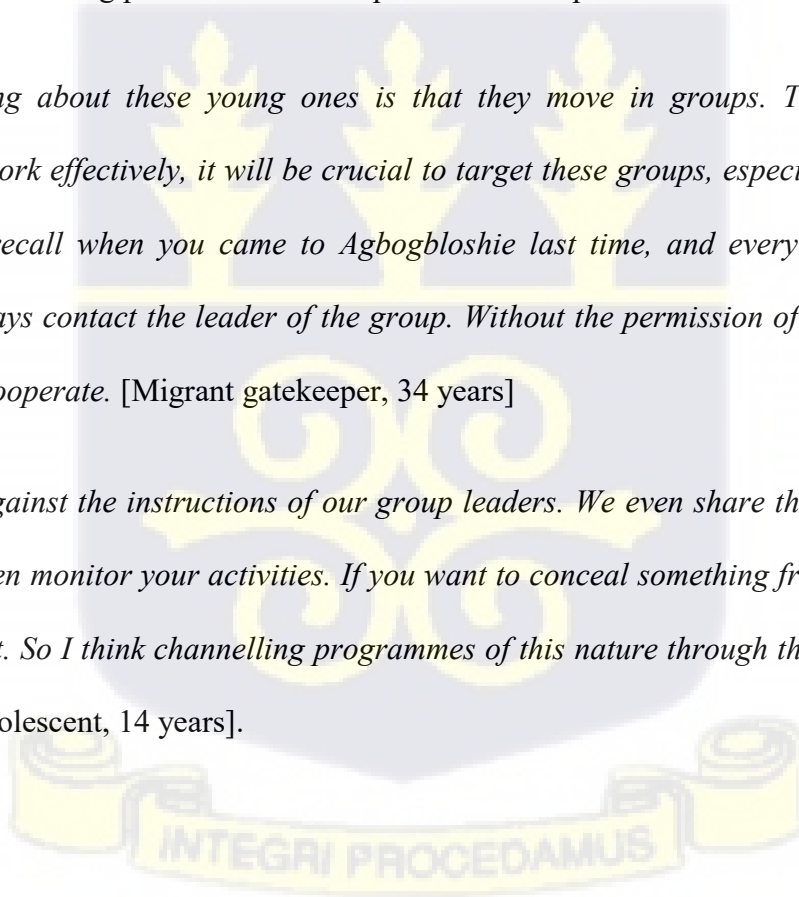 ng about these young ones is that they move in groups. T
ork effectively, it will be crucial to target these groups, especi
recall when you came to Agbogbloshie last time, and every
ays contact the leader of the group. Without the permission of
ooperate. [Migrant gatekeeper, 34 years]
gainst the instructions of our group leaders. We even share th
en monitor your activities. If you want to conceal something fr
t. So I think channelling programmes of this nature through th
olescent, 14 years].
INTEGRI PROCEDAMUS